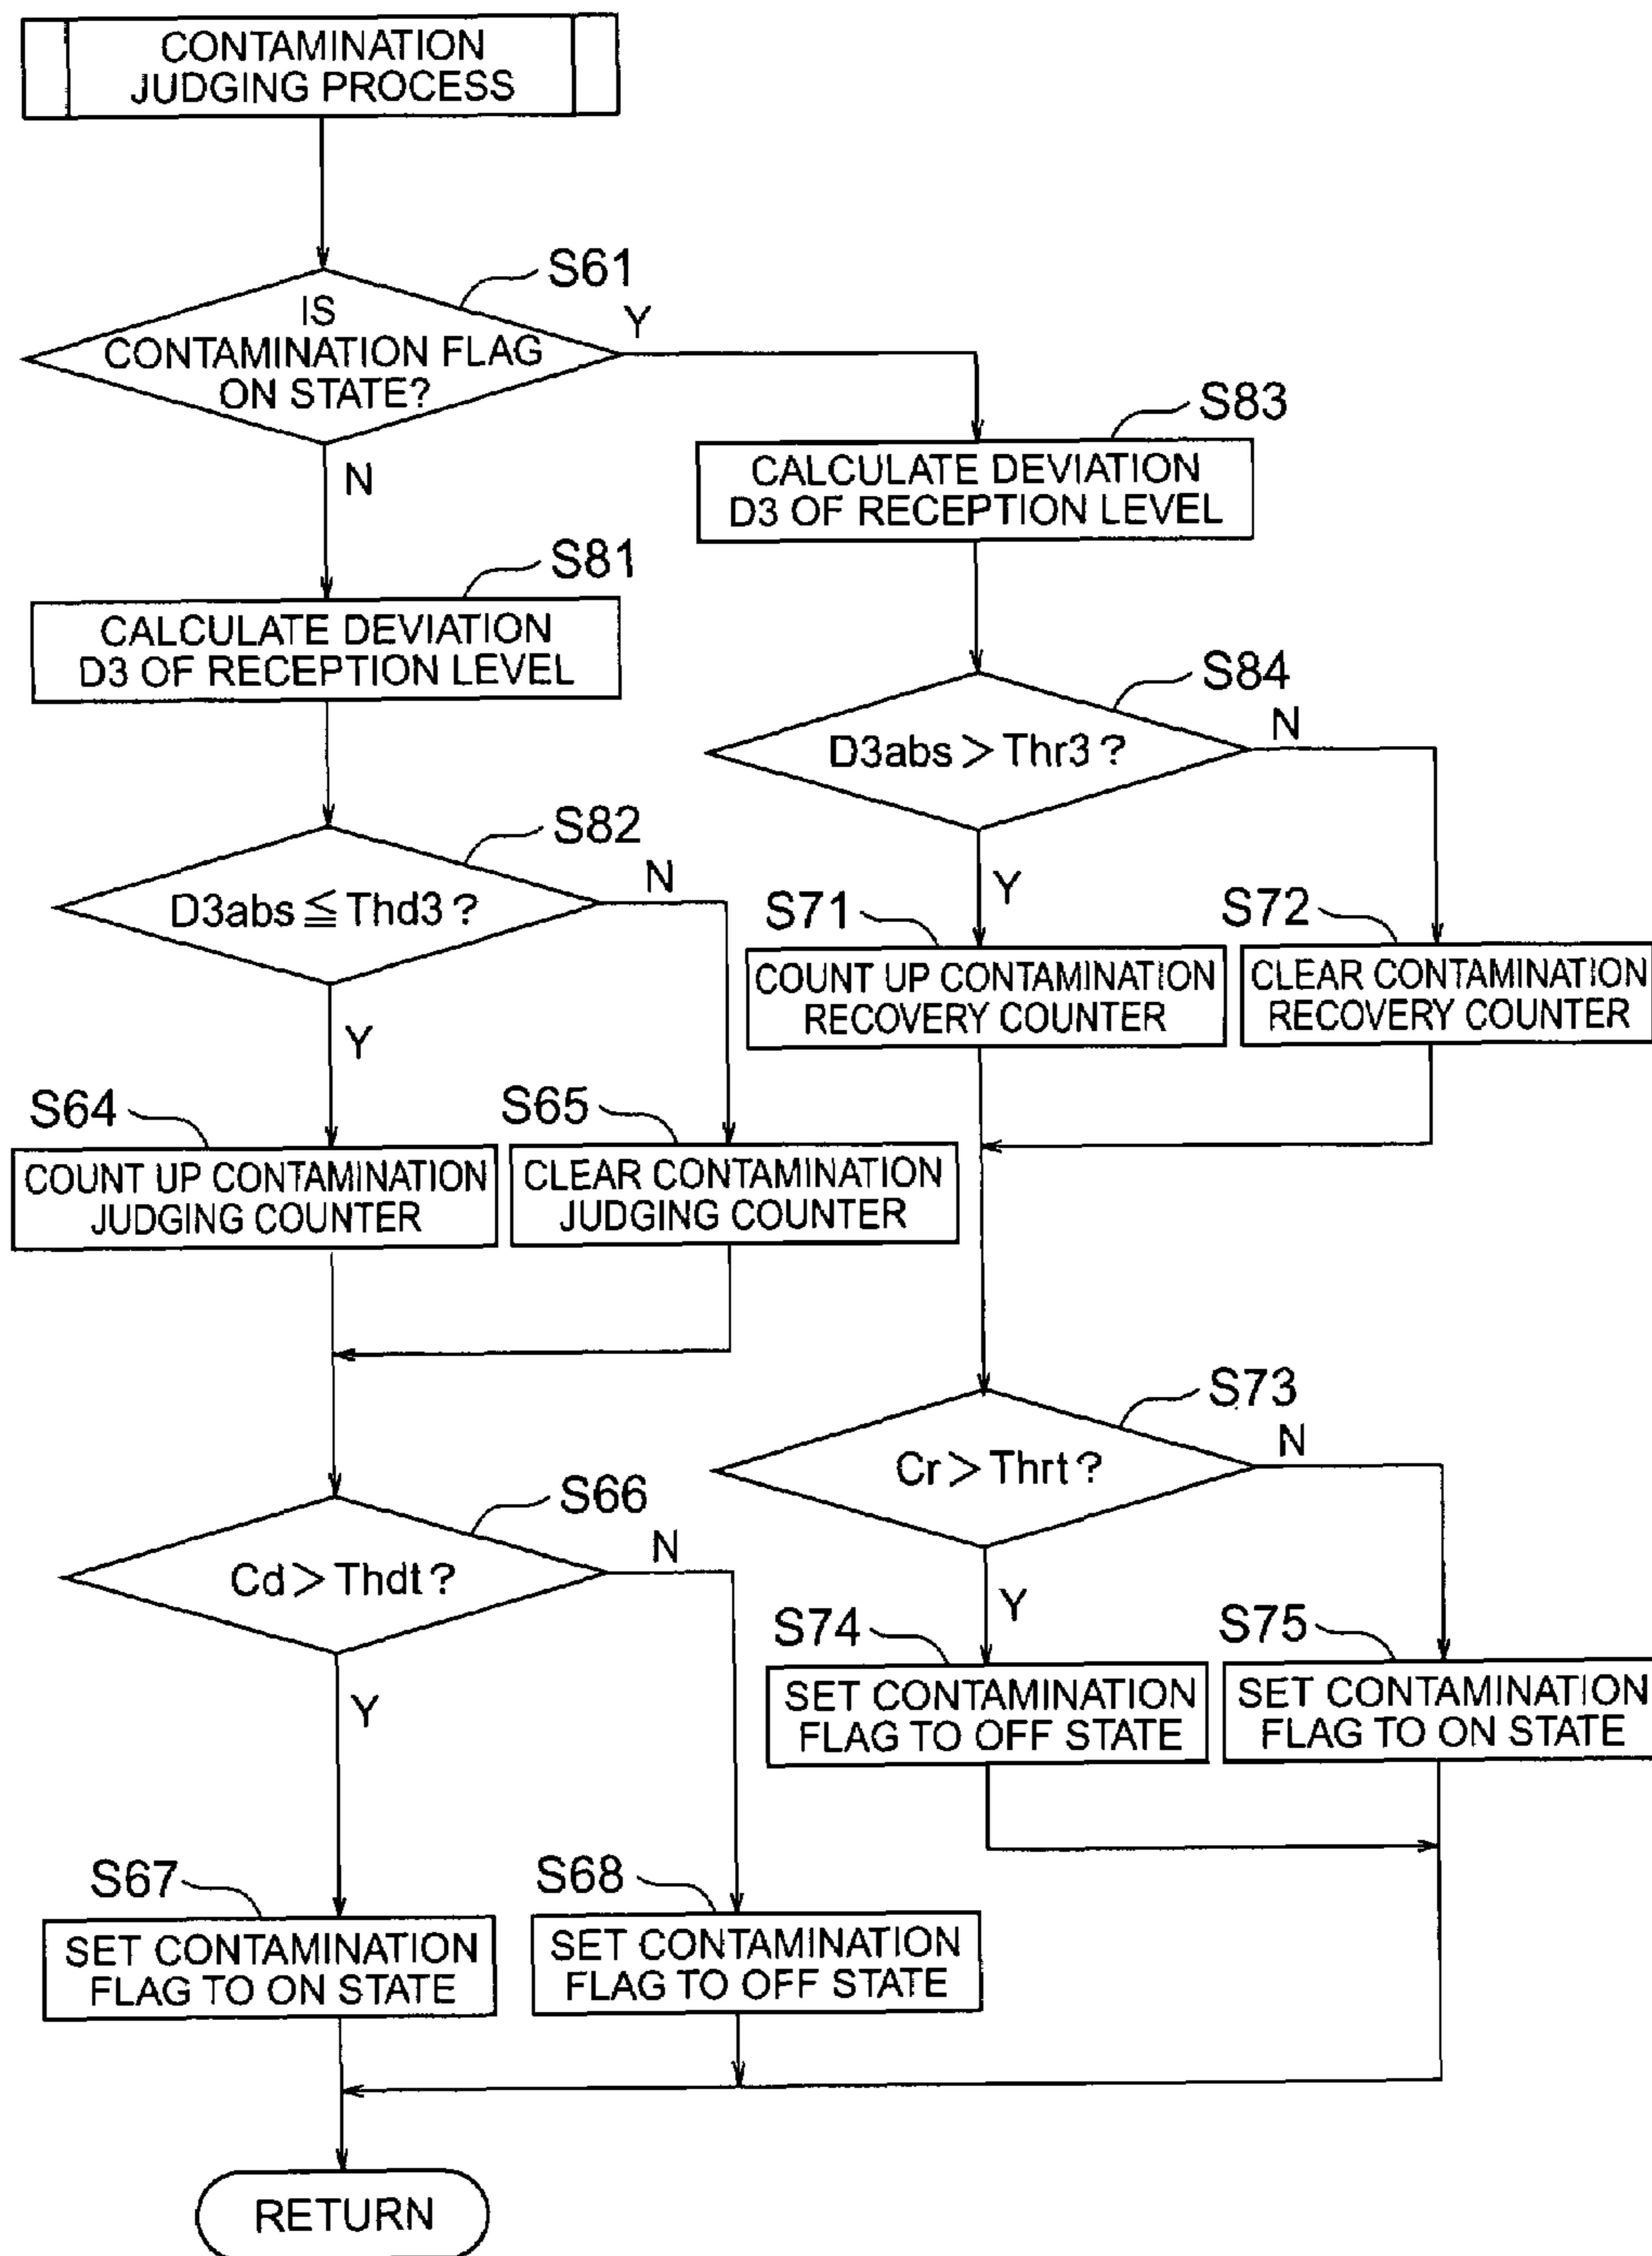 CONTAMINATION
JUDGING PROCESS
S61
IS
CONTAMINATION FLAG
ON STATE?
Y
N
S83
CALCULATE DEVIATION
D3 OF RECEPTION LEVEL
S81
CALCULATE DEVIATION
D3 OF RECEPTION LEVEL
S84
D3abs > Thr3 ?
N
Y
S82
D3abs ≦ Thd3 ?
N
Y
S71
COUNT UP CONTAMINATION
RECOVERY COUNTER
S72
CLEAR CONTAMINATION
RECOVERY COUNTER
S64
COUNT UP CONTAMINATION
JUDGING COUNTER
S65
CLEAR CONTAMINATION
JUDGING COUNTER
S73
Cr > Thrt ?
N
Y
S66
Cd > Thdt ?
N
Y
S74
SET CONTAMINATION
FLAG TO OFF STATE
S75
SET CONTAMINATION
FLAG TO ON STATE
S67
SET CONTAMINATION
FLAG TO ON STATE
S68
SET CONTAMINATION
FLAG TO OFF STATE
RETURN